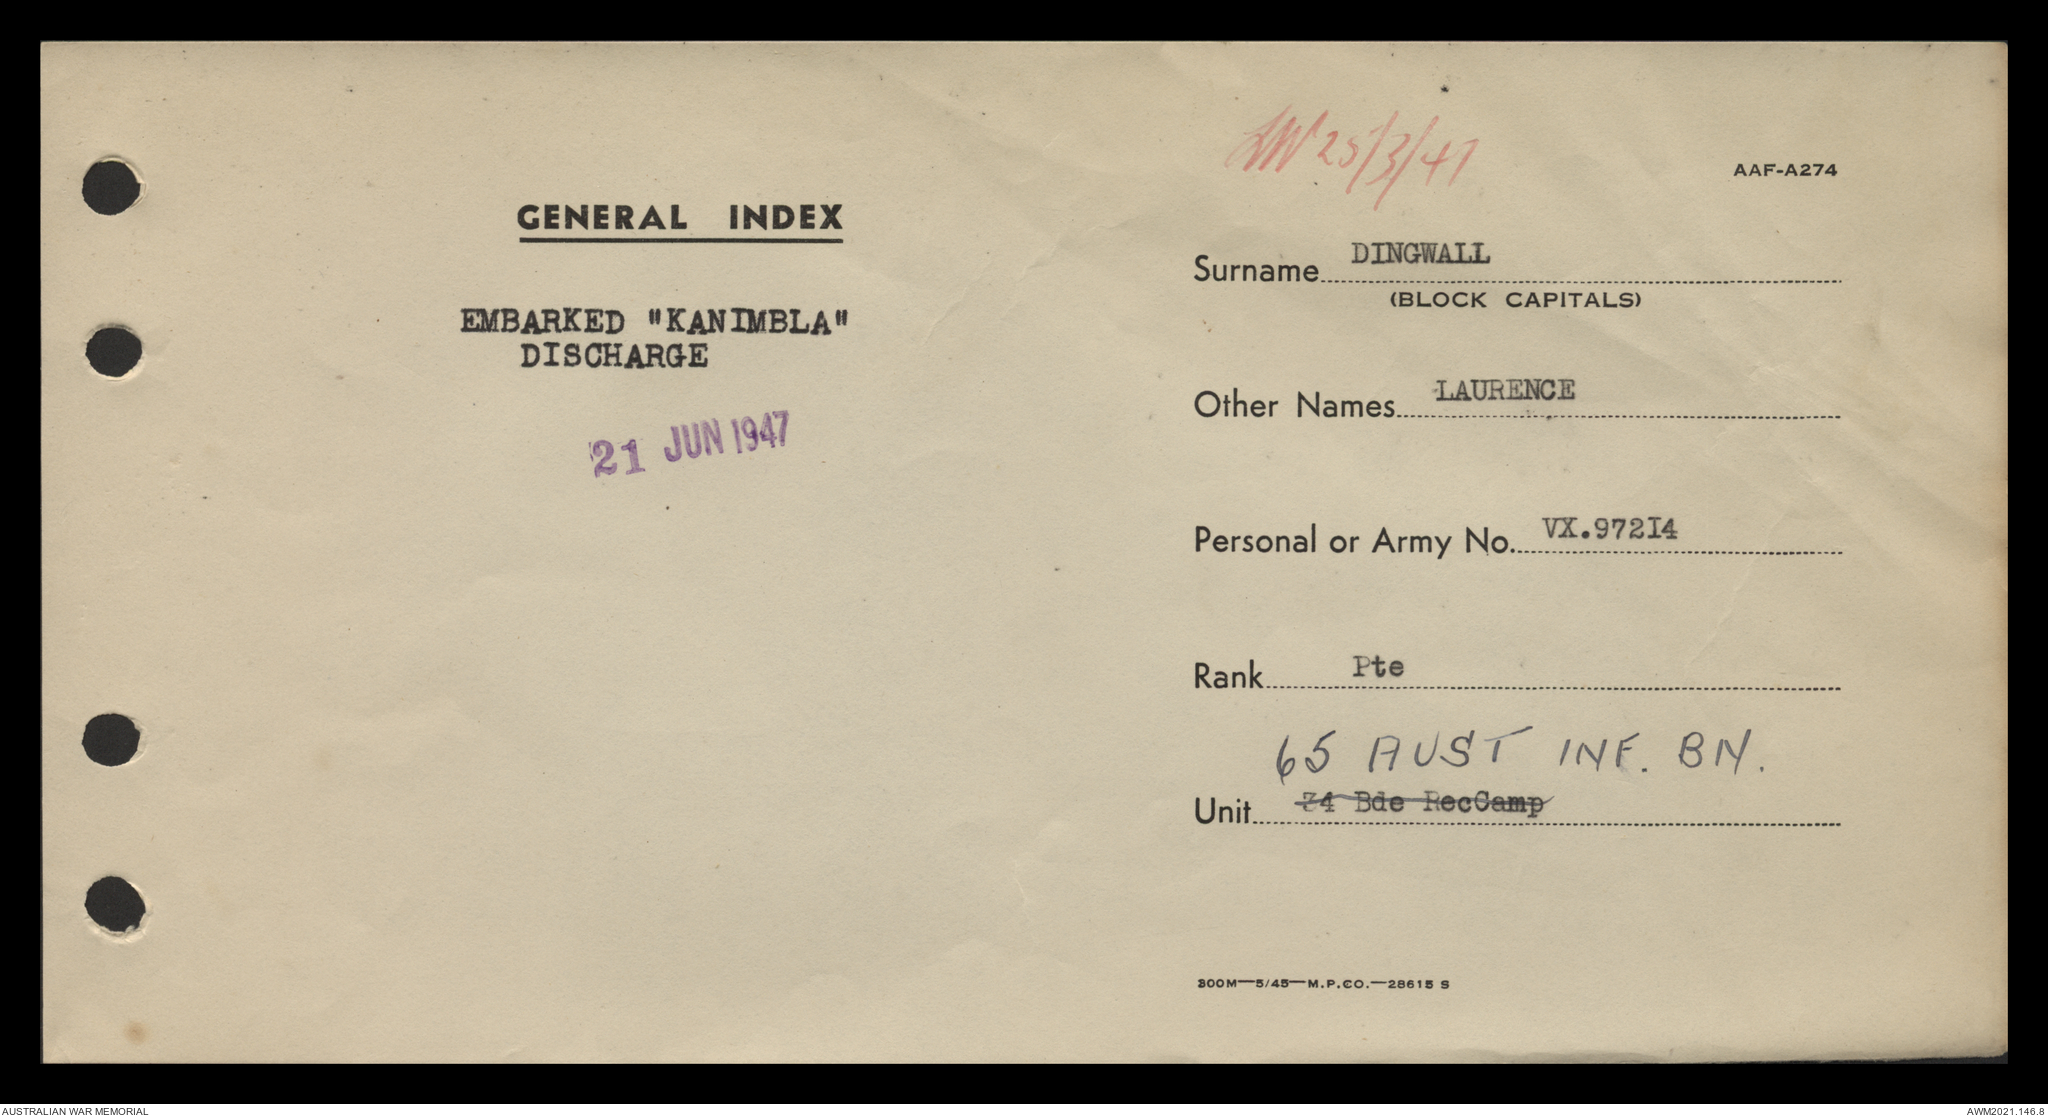 GENERAL INDEX
EMBARKED "KANIMBLA"
DISCHARGE
21 JUN 1947
25/3/47
AAF-A274
Surname DINGWALL
(BLOCK CAPITALS)
Other Names LAURENCE
Personal or Army No. VX.97214
Rank Pte
65 AUST INF. BN.
Unit 34 Bde RecCamp
300M—5/45—M.P.CO.—28615 S
AUSTRALIAN WAR MEMORIAL
AWM2021.146.8